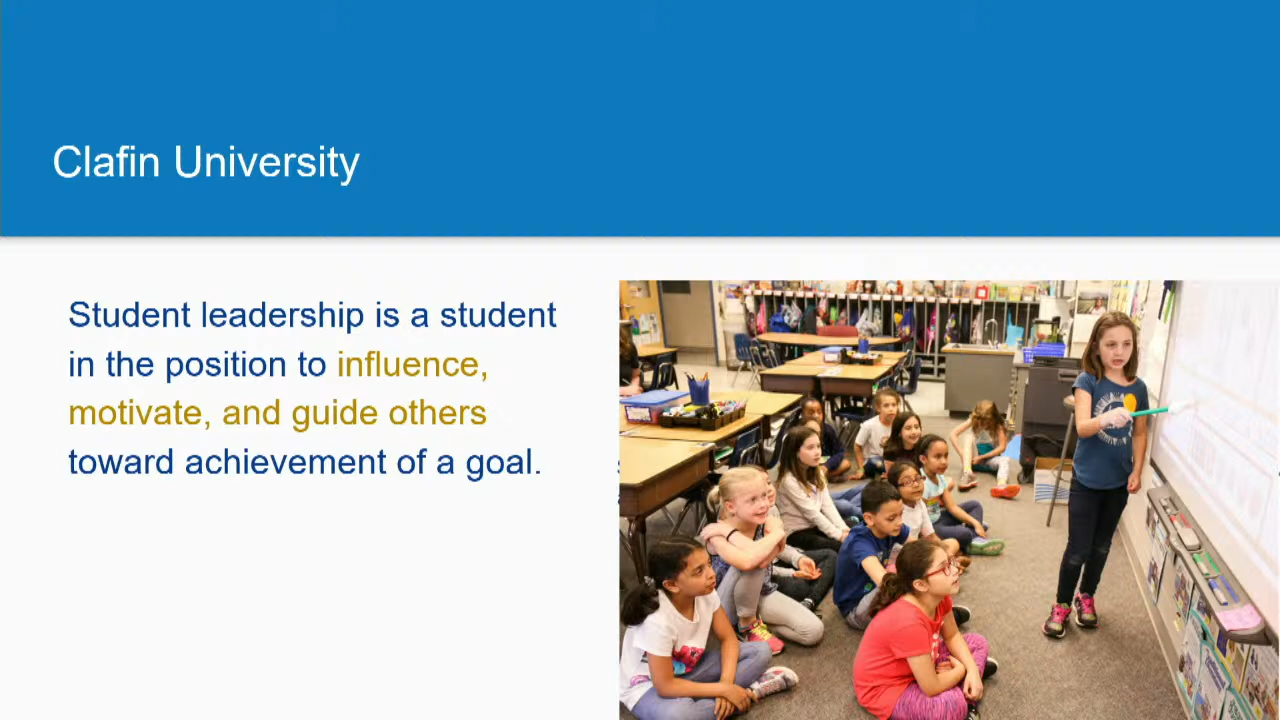 Clafin University
Student leadership is a student
in the position to influence,
motivate, and guide others
toward achievement of a goal.